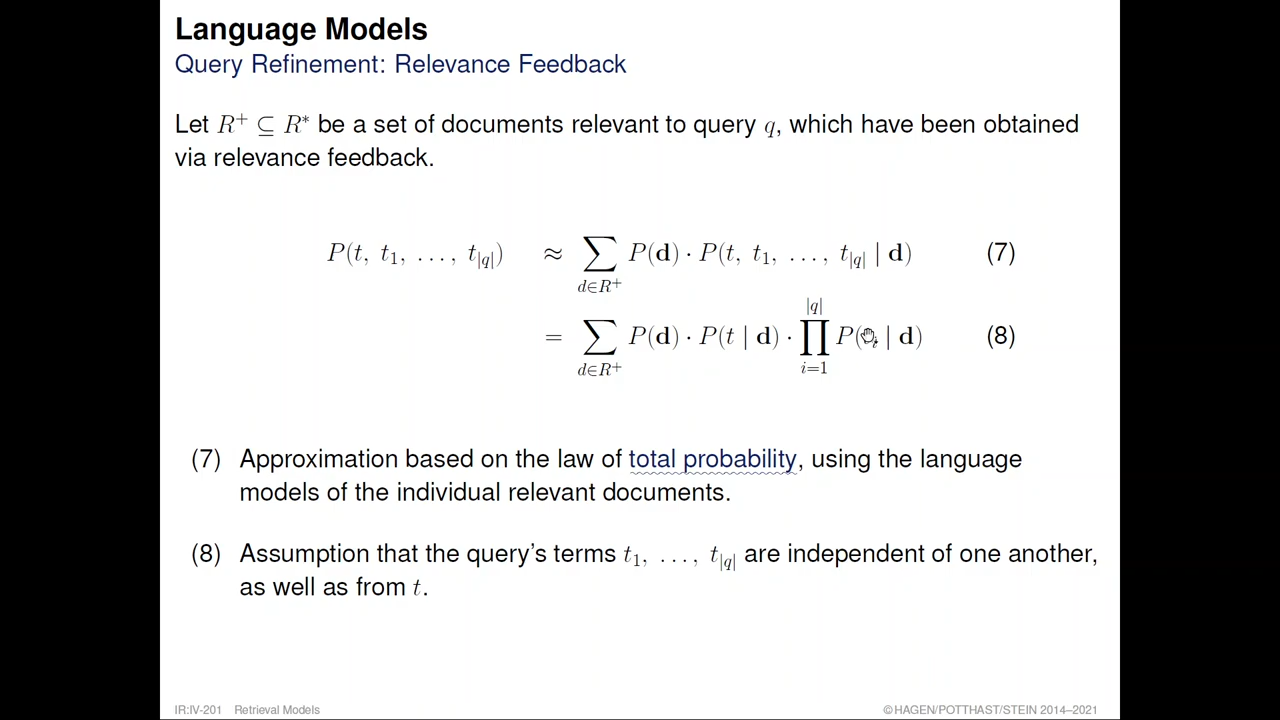 Language Models
Query Refinement: Relevance Feedback
Let R⁺ ⊆ R* be a set of documents relevant to query q, which have been obtained
via relevance feedback.
P(t, t₁, …, t|q|) ≈ ∑ d∈R⁺ P(d) · P(t, t₁, …, t|q| | d) (7)
= ∑ d∈R⁺ P(d) · P(t | d) · ∏ i=1 |q| P( i | d) (8)
(7) Approximation based on the law of total probability, using the language
models of the individual relevant documents.
(8) Assumption that the query's terms t₁, …, t|q| are independent of one another,
as well as from t.
IR:IV-201 Retrieval Models ©HAGEN/POTTHAST/STEIN 2014–2021